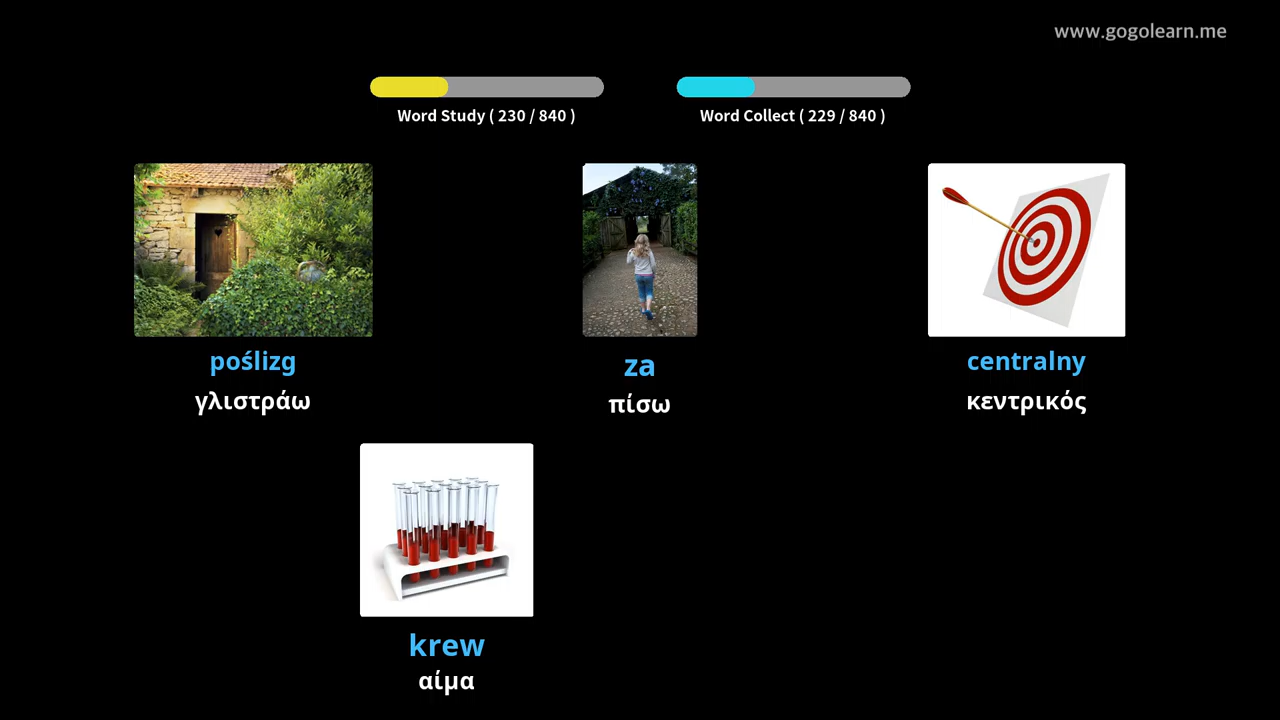 www.gogolearn.me
Word Study ( 230 / 840 )
Word Collect ( 229 / 840 )
poślizg
γλιστράω
za
πίσω
centralny
κεντρικός
krew
αίμα